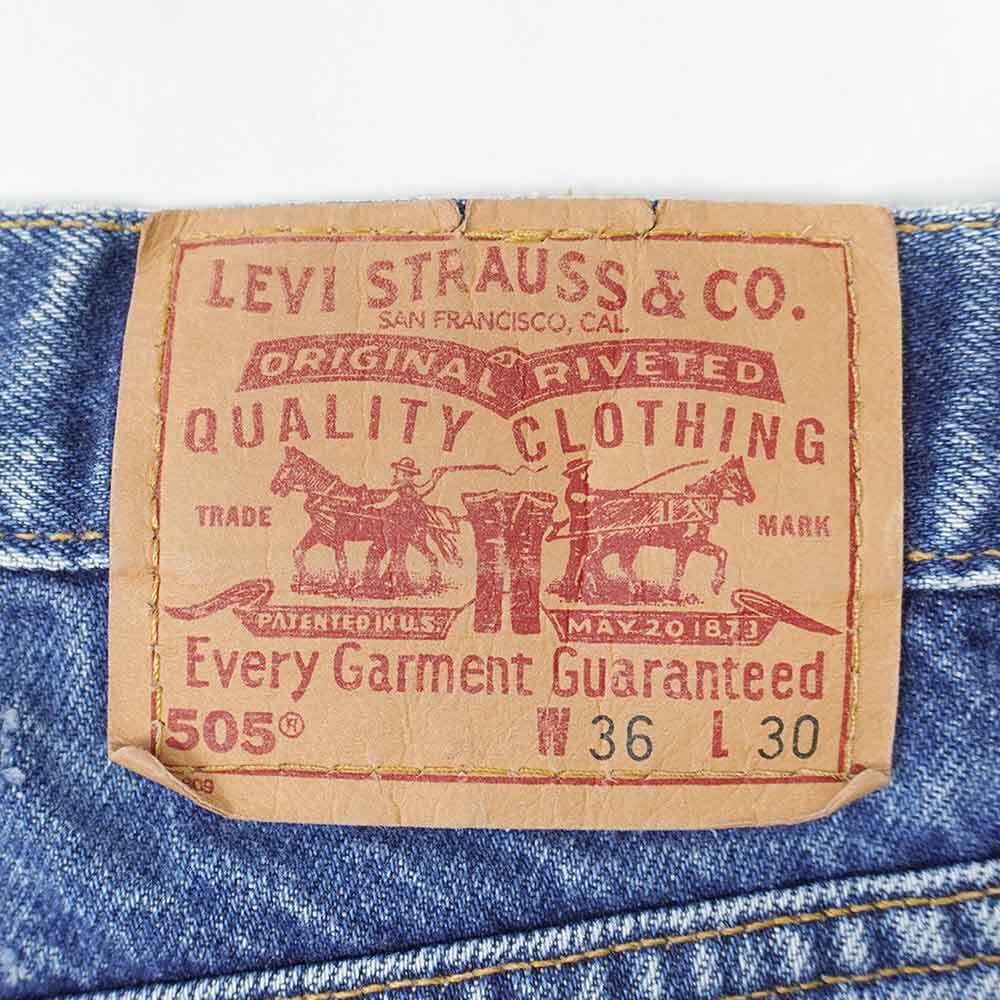 LEVI STRAUSS & CO.
SAN FRANCISCO, CAL.
ORIGINAL RIVETED
QUALITY CLOTHING
TRADE MARK
PATENTED IN U.S. MAY 20 1873
Every Garment Guaranteed
505® W 36 L 30
09